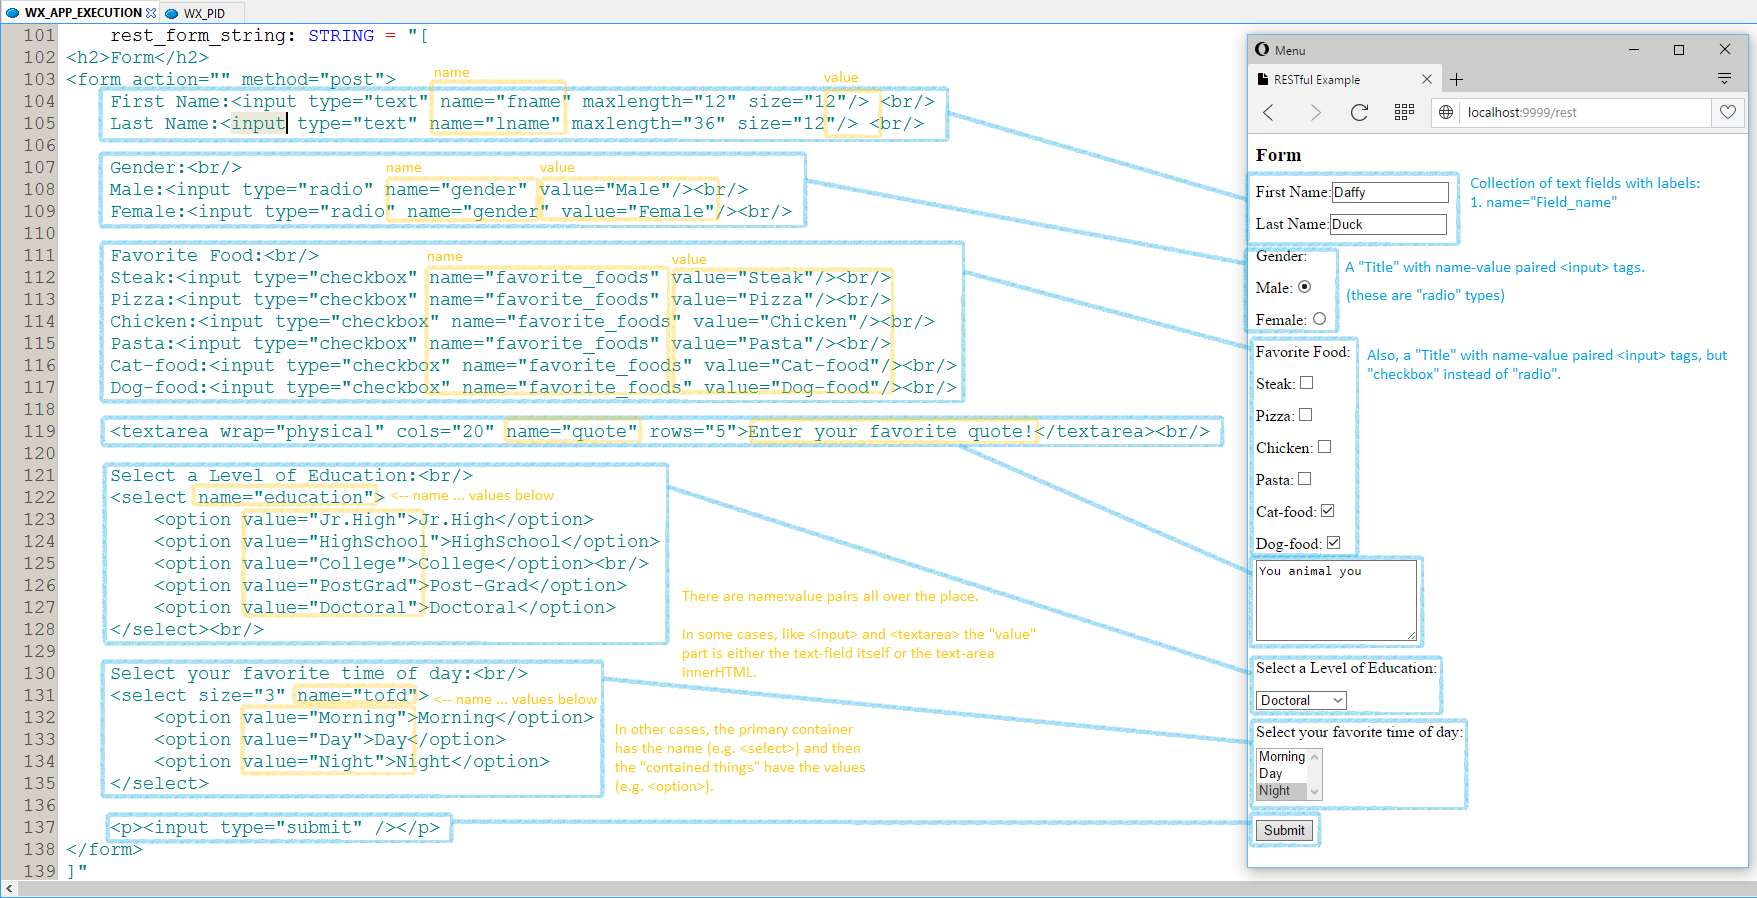 WX_APP_EXECUTION WX_PID
101 rest_form_string: STRING = "[
102 <h2>Form</h2>
103 <form action="" method="post">
name value
104 First Name:<input type="text" name="fname" maxlength="12" size="12"/> <br/>
105 Last Name:<input type="text" name="lname" maxlength="36" size="12"/> <br/>
106
107 Gender:<br/>
name value
108 Male:<input type="radio" name="gender" value="Male"/><br/>
109 Female:<input type="radio" name="gender" value="Female"/><br/>
110
111 Favorite Food:<br/>
name value
112 Steak:<input type="checkbox" name="favorite_foods" value="Steak"/><br/>
113 Pizza:<input type="checkbox" name="favorite_foods" value="Pizza"/><br/>
114 Chicken:<input type="checkbox" name="favorite_foods" value="Chicken"/><br/>
115 Pasta:<input type="checkbox" name="favorite_foods" value="Pasta"/><br/>
116 Cat-food:<input type="checkbox" name="favorite_foods" value="Cat-food"/><br/>
117 Dog-food:<input type="checkbox" name="favorite_foods" value="Dog-food"/><br/>
118
119 <textarea wrap="physical" cols="20" name="quote" rows="5">Enter your favorite quote!</textarea><br/>
120
121 Select a Level of Education:<br/>
122 <select name="education"> <-- name ... values below
123 <option value="Jr.High">Jr.High</option>
124 <option value="HighSchool">HighSchool</option>
125 <option value="College">College</option><br/>
126 <option value="PostGrad">Post-Grad</option>
127 <option value="Doctoral">Doctoral</option>
128 </select><br/>
129
130 Select your favorite time of day:<br/>
131 <select size="3" name="tofd"> <-- name ... values below
132 <option value="Morning">Morning</option>
133 <option value="Day">Day</option>
134 <option value="Night">Night</option>
135 </select>
136
137 <p><input type="submit" /></p>
138 </form>
139 ]"
There are name:value pairs all over the place.
In some cases, like <input> and <textarea> the "value"
part is either the text-field itself or the text-area
innerHTML.
In other cases, the primary container
has the name (e.g. <select>) and then
the "contained things" have the values
(e.g. <option>).
Menu
RESTful Example
localhost:9999/rest
Form
First Name: Daffy
Last Name: Duck
Collection of text fields with labels:
1. name="Field_name"
Gender:
Male:
Female:
A "Title" with name-value paired <input> tags.
(these are "radio" types)
Favorite Food:
Steak:
Pizza:
Chicken:
Pasta:
Cat-food:
Dog-food:
Also, a "Title" with name-value paired <input> tags, but
"checkbox" instead of "radio".
You animal you
Select a Level of Education:
Doctoral
Select your favorite time of day:
Morning
Day
Night
Submit